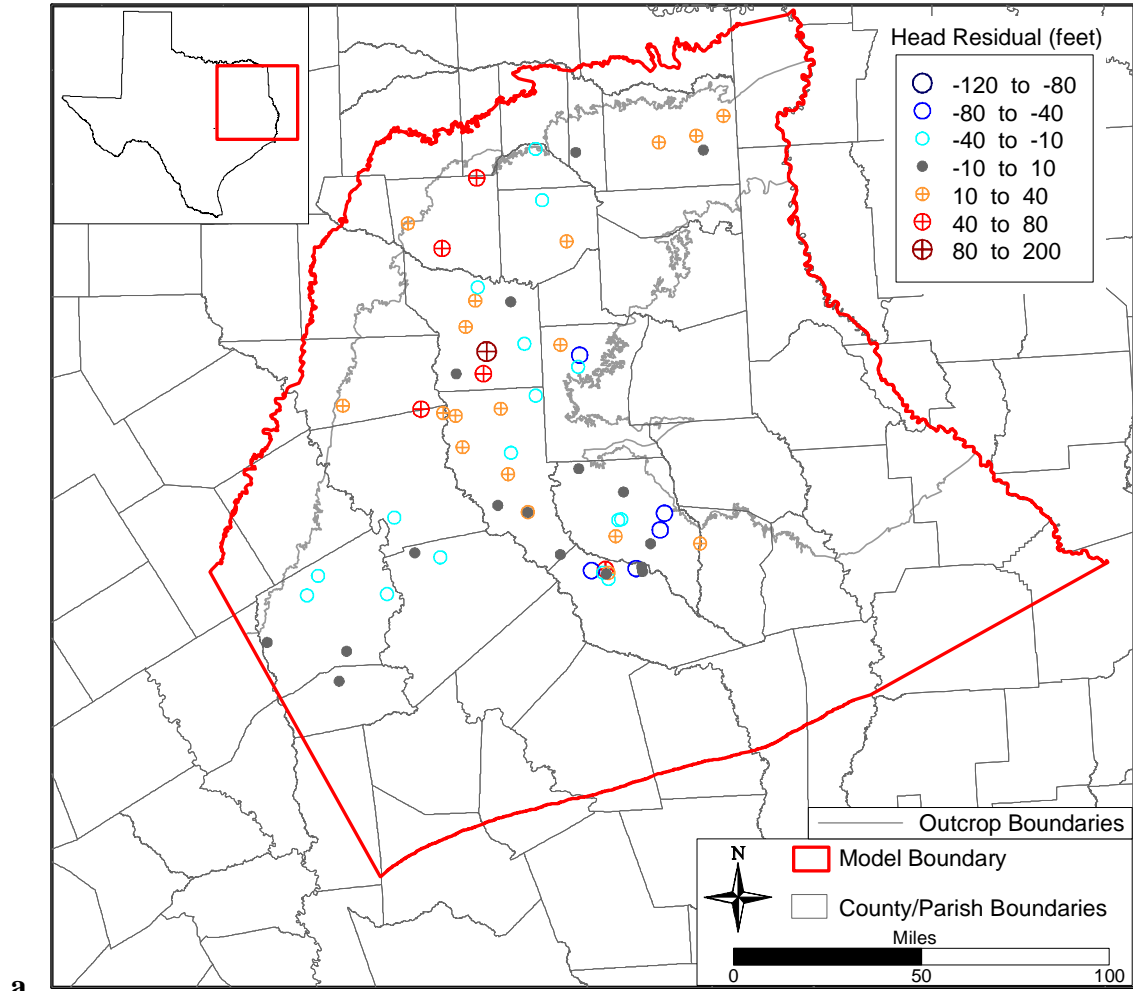 Head Residual (feet)
-120 to -80
-80 to -40
-40 to -10
-10 to 10
10 to 40
40 to 80
80 to 200
Outcrop Boundaries
N
Model Boundary
County/Parish Boundaries
Miles
0 50 100
a